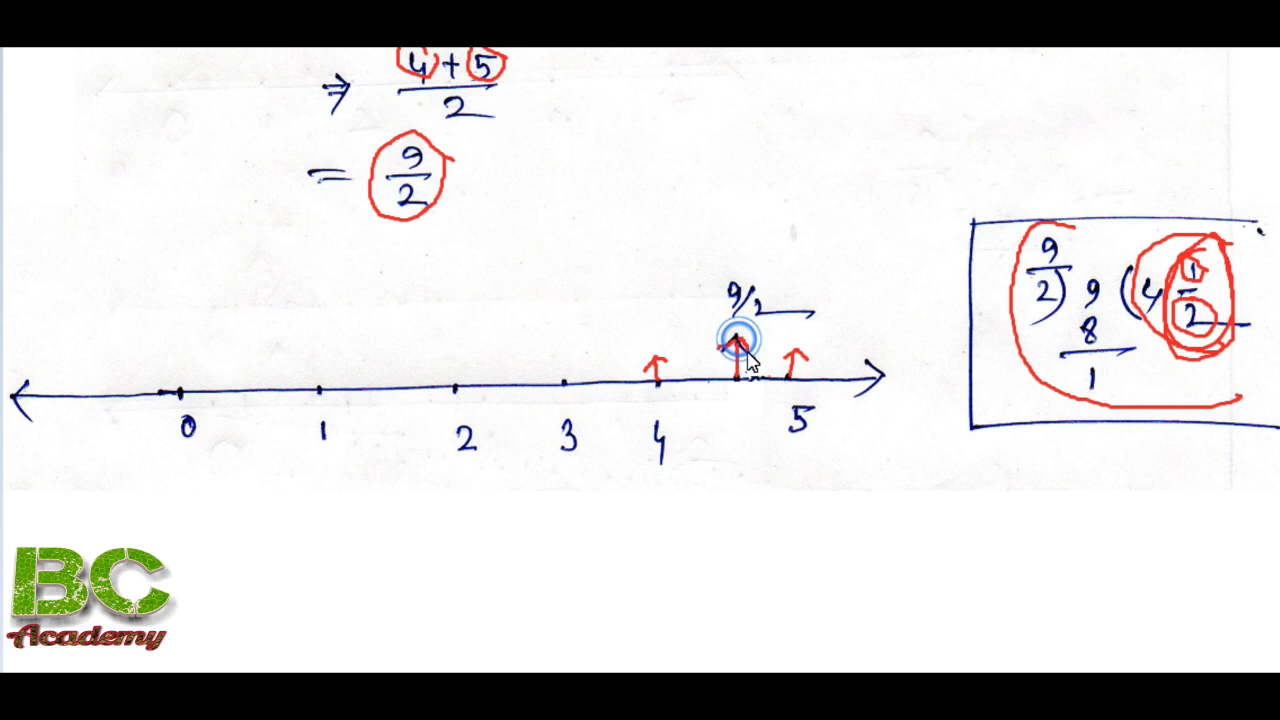 ⇒ 4 + 5
2
= 9
2
9/2
0 1 2 3 4 5
9
2) 9 (4 1
2
8
1
BC
Academy